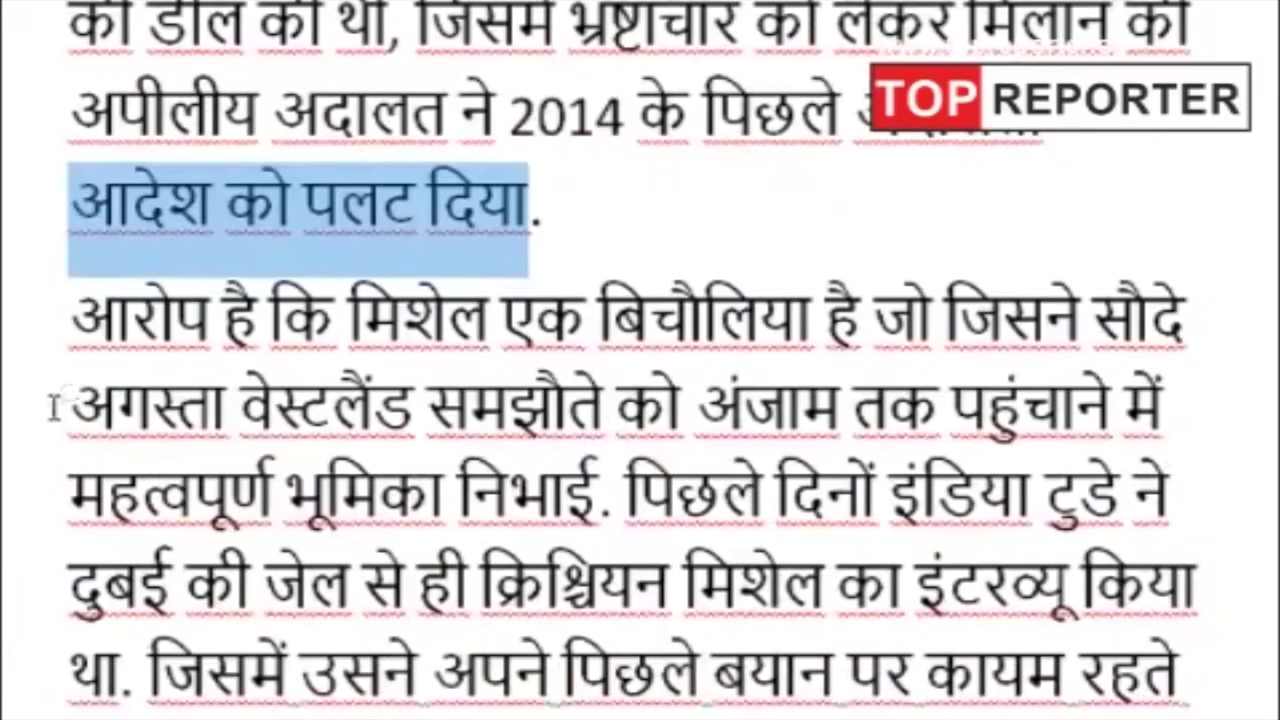 की डील की थी, जिसमें भ्रष्टाचार को लेकर मिलान की
TOP REPORTER
अपीलीय अदालत ने 2014 के पिछले
आदेश को पलट दिया.
आरोप है कि मिशेल एक बिचौलिया है जो जिसने सौदे
अगस्ता वेस्टलैंड समझौते को अंजाम तक पहुंचाने में
महत्वपूर्ण भूमिका निभाई. पिछले दिनों इंडिया टुडे ने
दुबई की जेल से ही क्रिश्चियन मिशेल का इंटरव्यू किया
था. जिसमें उसने अपने पिछले बयान पर कायम रहते